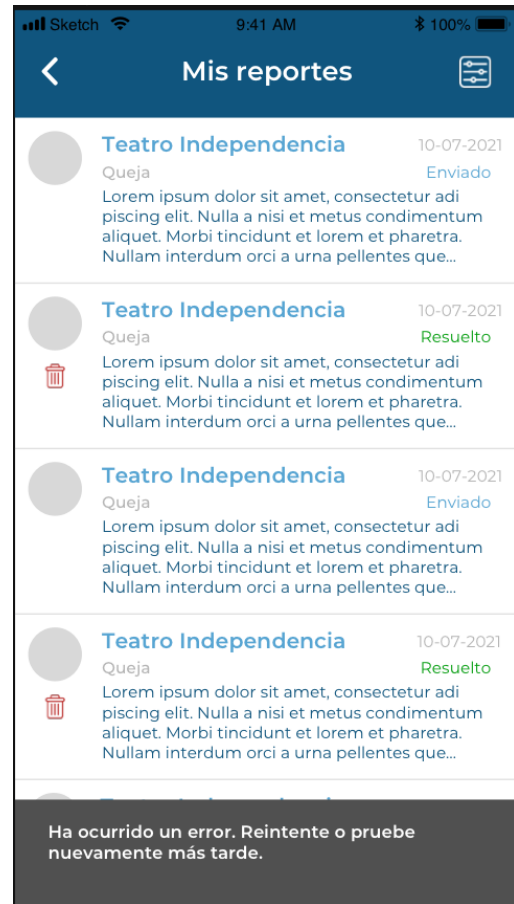 Sketch 9:41 AM 100%
Mis reportes
Teatro Independencia 10-07-2021
Queja Enviado
Lorem ipsum dolor sit amet, consectetur adi
piscing elit. Nulla a nisi et metus condimentum
aliquet. Morbi tincidunt et lorem et pharetra.
Nullam interdum orci a urna pellentes que...
Teatro Independencia 10-07-2021
Queja Resuelto
Lorem ipsum dolor sit amet, consectetur adi
piscing elit. Nulla a nisi et metus condimentum
aliquet. Morbi tincidunt et lorem et pharetra.
Nullam interdum orci a urna pellentes que...
Teatro Independencia 10-07-2021
Queja Enviado
Lorem ipsum dolor sit amet, consectetur adi
piscing elit. Nulla a nisi et metus condimentum
aliquet. Morbi tincidunt et lorem et pharetra.
Nullam interdum orci a urna pellentes que...
Teatro Independencia 10-07-2021
Queja Resuelto
Lorem ipsum dolor sit amet, consectetur adi
piscing elit. Nulla a nisi et metus condimentum
aliquet. Morbi tincidunt et lorem et pharetra.
Nullam interdum orci a urna pellentes que...
Ha ocurrido un error. Reintente o pruebe
nuevamente más tarde.